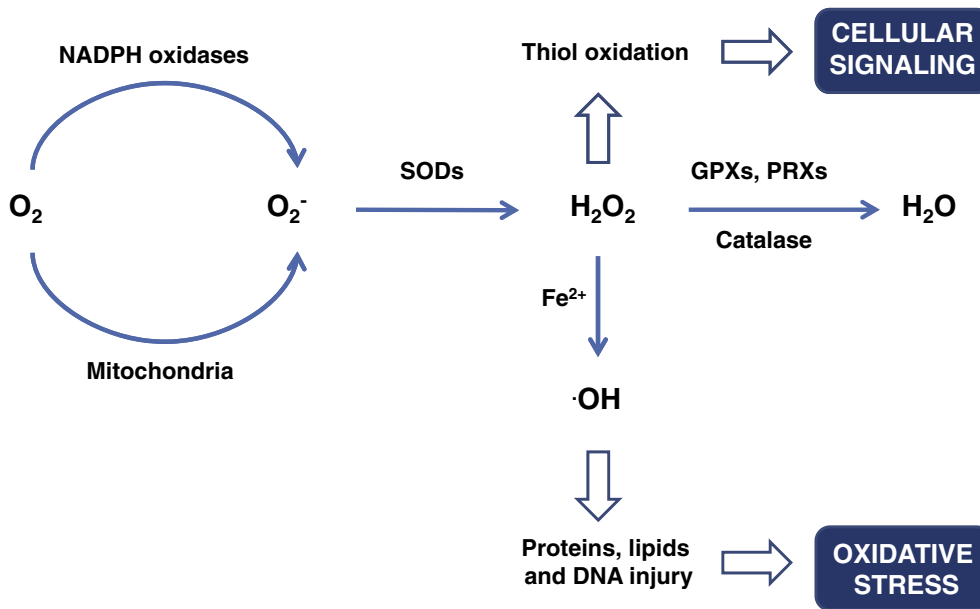 NADPH oxidases
Thiol oxidation
CELLULAR
SIGNALING
SODs
GPXs, PRXs
O₂
O₂⁻
H₂O₂
H₂O
Catalase
Fe²⁺
Mitochondria
·OH
Proteins, lipids
and DNA injury
OXIDATIVE
STRESS